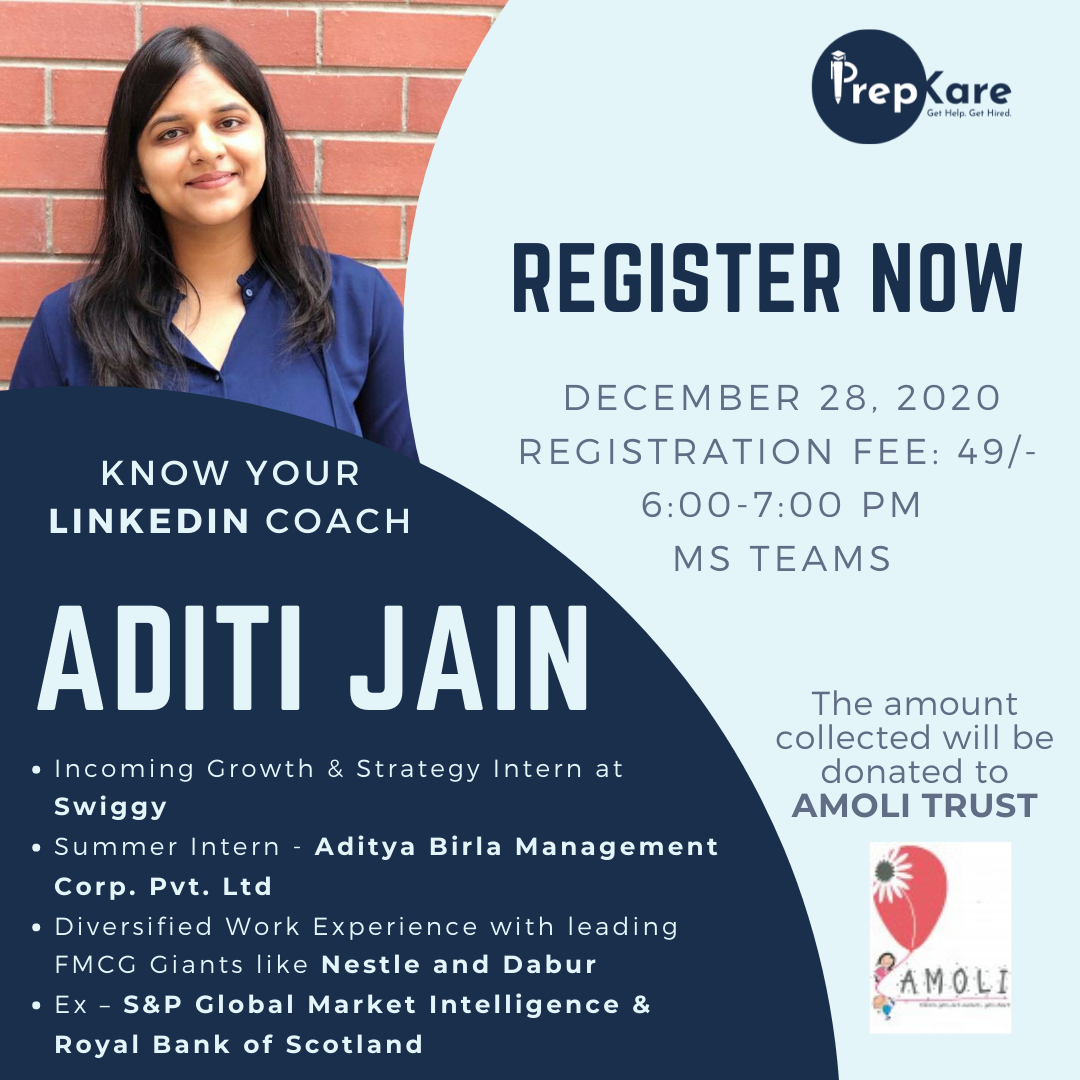 PrepKare
Get Help. Get Hired.
REGISTER NOW
DECEMBER 28, 2020
REGISTRATION FEE: 49/-
6:00-7:00 PM
MS TEAMS
KNOW YOUR
LINKEDIN COACH
ADITI JAIN
• Incoming Growth & Strategy Intern at
Swiggy
• Summer Intern - Aditya Birla Management
Corp. Pvt. Ltd
• Diversified Work Experience with leading
FMCG Giants like Nestle and Dabur
• Ex – S&P Global Market Intelligence &
Royal Bank of Scotland
The amount
collected will be
donated to
AMOLI TRUST
AMOLI